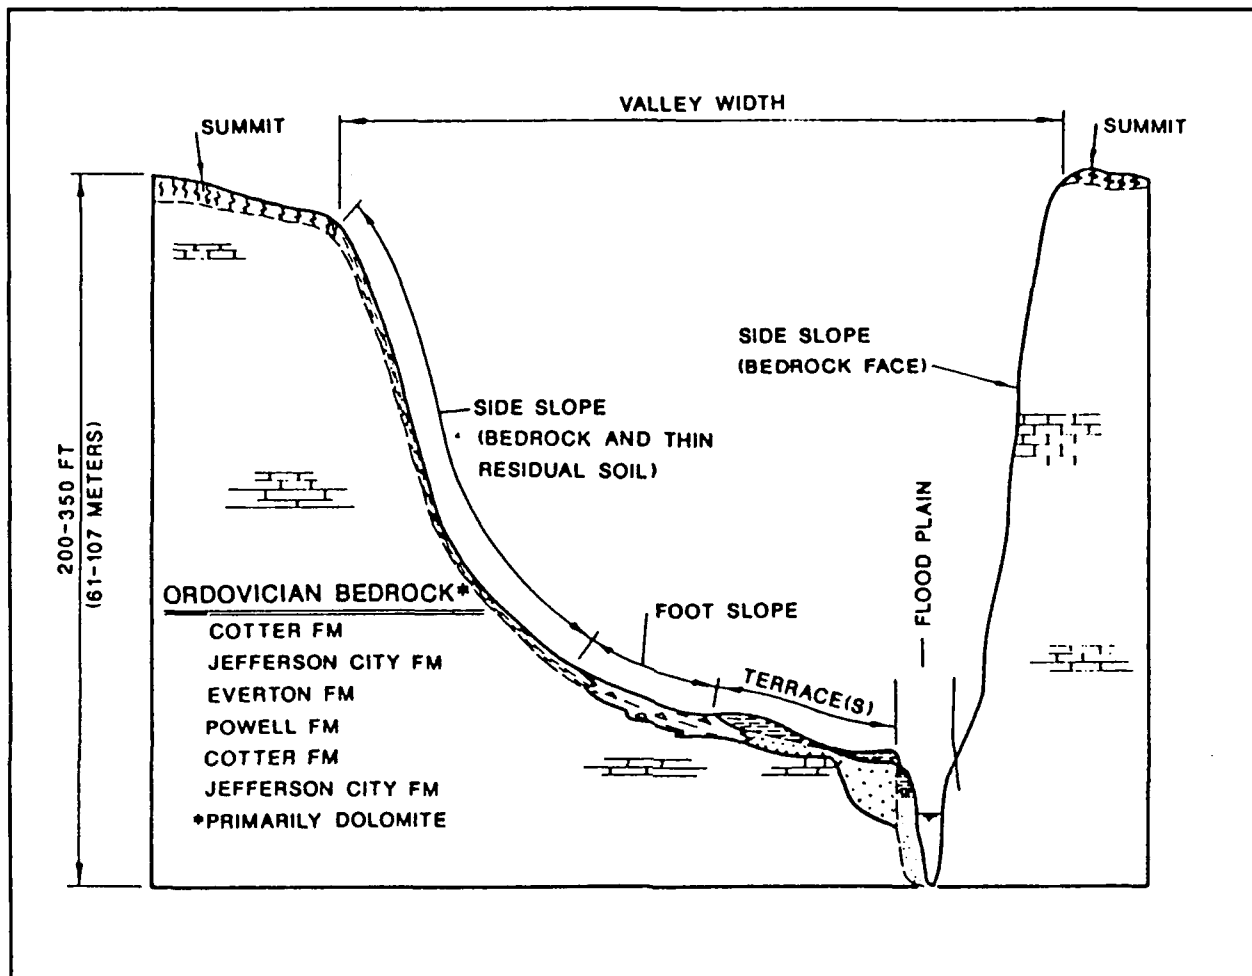 VALLEY WIDTH
SUMMIT
SUMMIT
SIDE SLOPE
(BEDROCK FACE)
SIDE SLOPE
(BEDROCK AND THIN
RESIDUAL SOIL)
200-350 FT
(61-107 METERS)
FLOOD PLAIN
ORDOVICIAN BEDROCK*
COTTER FM
JEFFERSON CITY FM
EVERTON FM
POWELL FM
COTTER FM
JEFFERSON CITY FM
*PRIMARILY DOLOMITE
FOOT SLOPE
TERRACE(S)